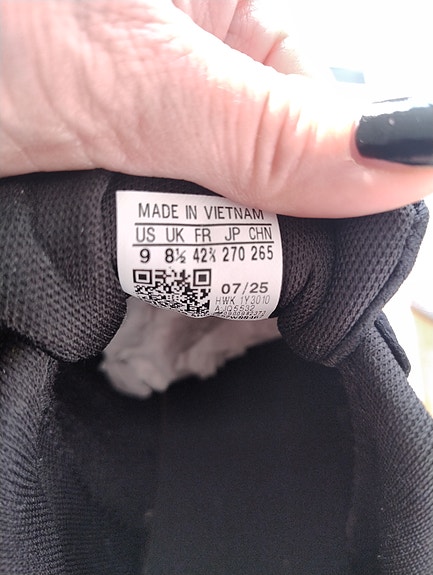 MADE IN VIETNAM
US UK FR JP CHN
9 8½ 42⅔ 270 265
07/25
HWK 1Y3010